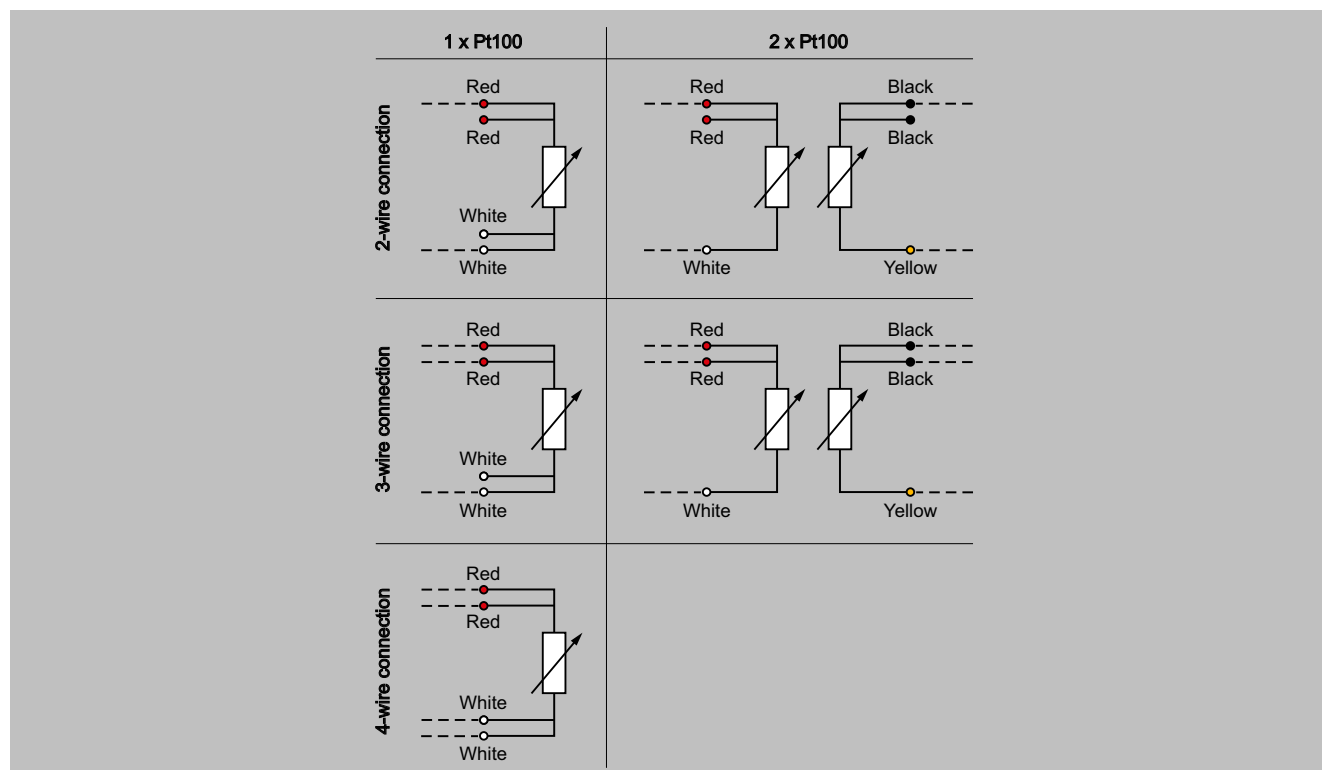 1 x Pt100
2 x Pt100
2-wire connection
Red
Red
White
White
Red
Red
White
Black
Black
Yellow
3-wire connection
Red
Red
White
White
Red
Red
White
Black
Black
Yellow
4-wire connection
Red
Red
White
White